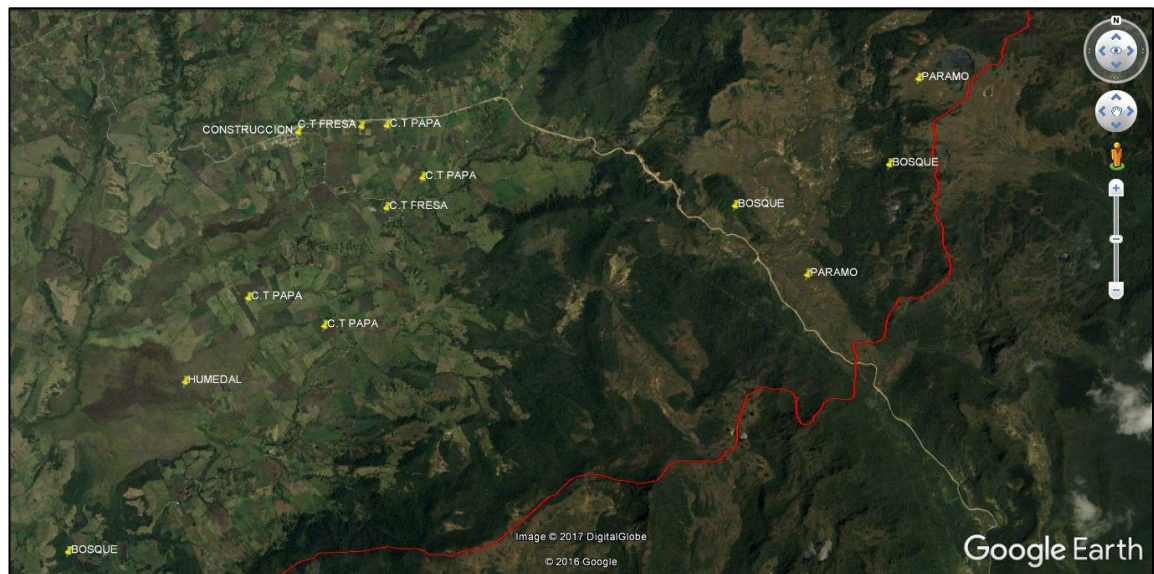 N
PARAMO
CONSTRUCCION
C.T FRESA
C.T PAPA
BOSQUE
C.T PAPA
BOSQUE
C.T FRESA
PARAMO
C.T PAPA
C.T PAPA
HUMEDAL
Image © 2017 DigitalGlobe
BOSQUE
© 2016 Google
Google Earth